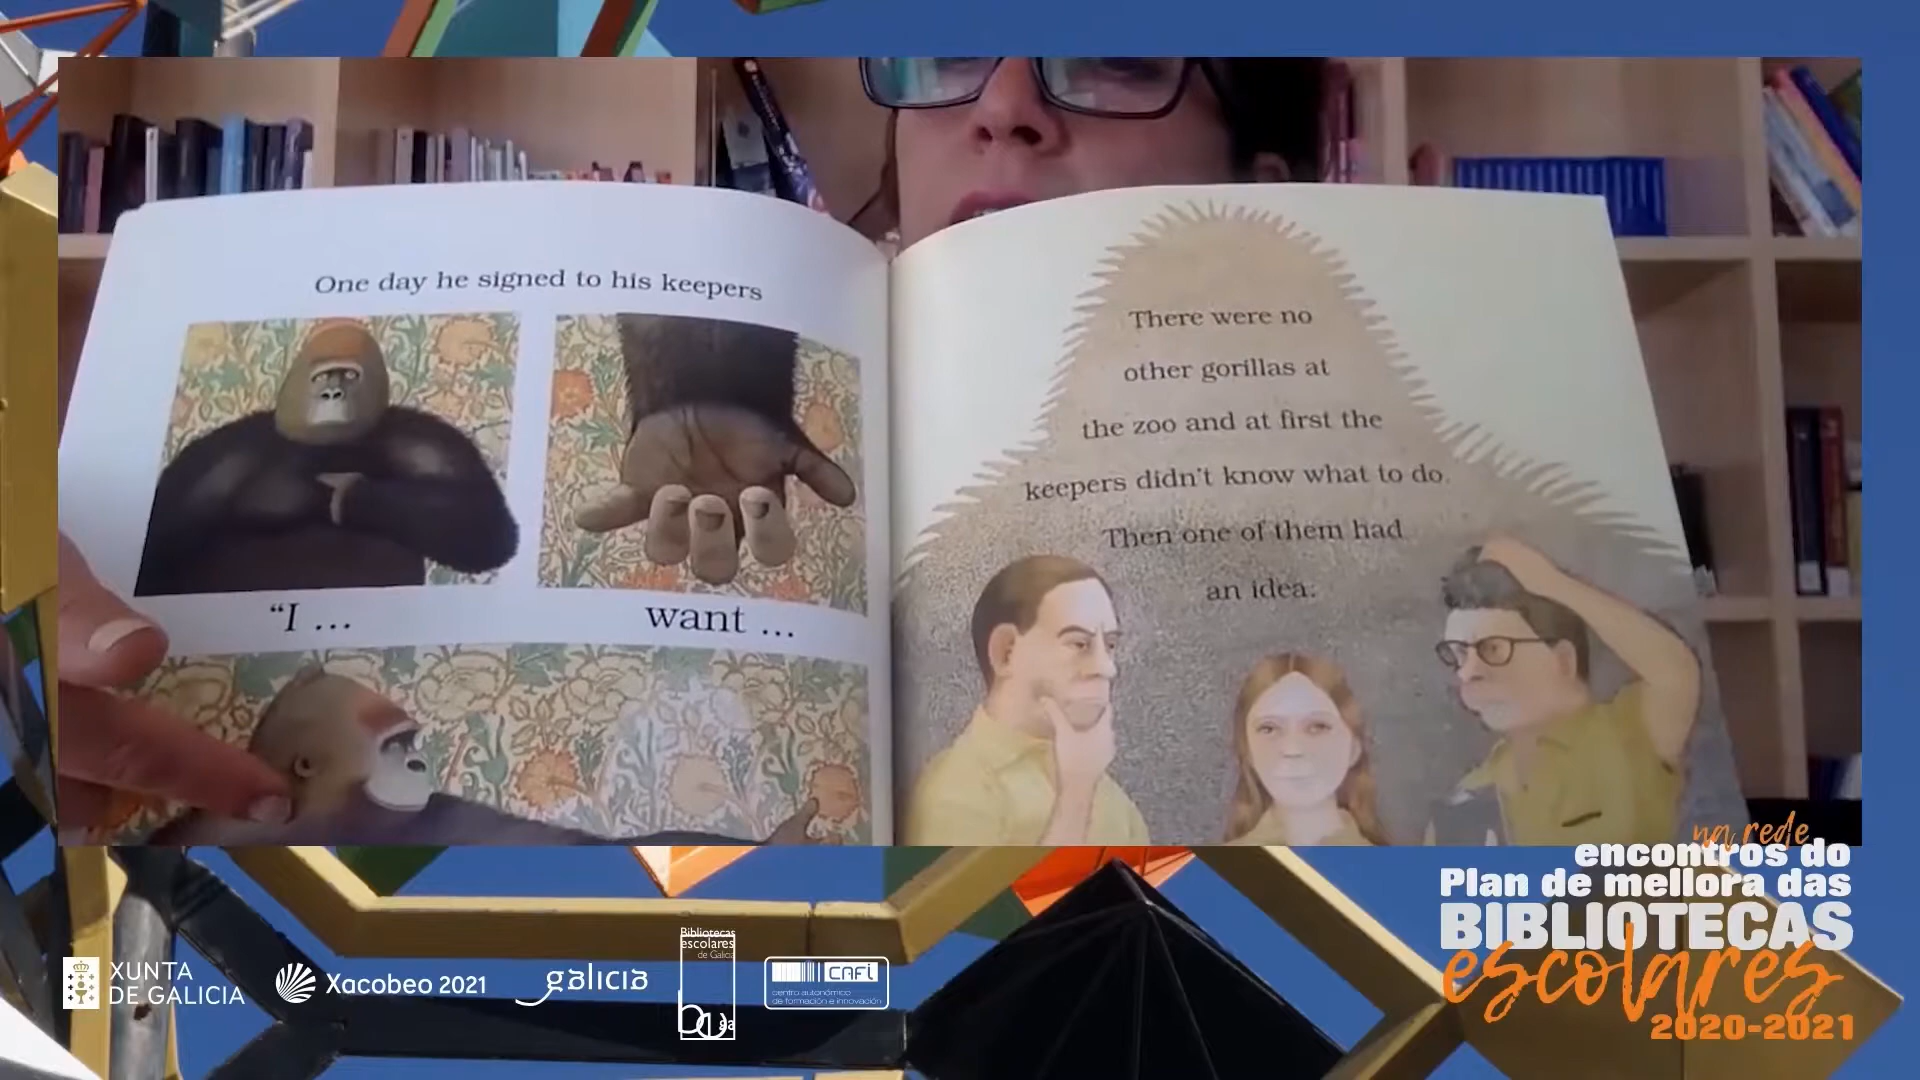 One day he signed to his keepers
"I ...
want ...
There were no
other gorillas at
the zoo and at first the
keepers didn't know what to do.
Then one of them had
an idea.
na rede
encontros do
Plan de mellora das
BIBLIOTECAS
escolares
2020-2021
XUNTA
DE GALICIA
Xacobeo 2021
galicia
Bibliotecas
escolares
de Galicia
CAFi
centro autonómico
de formación e innovación